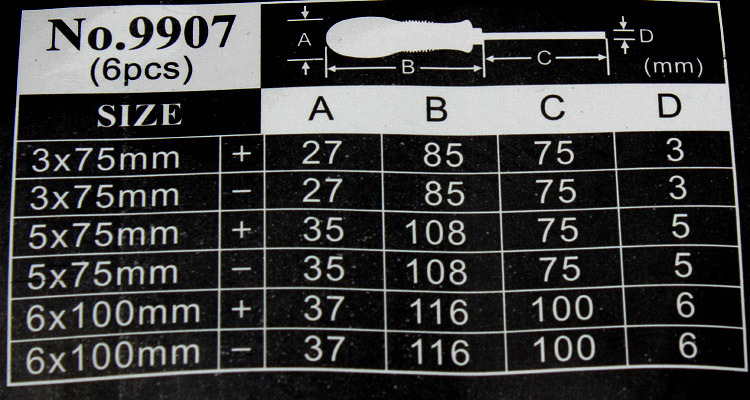 No.9907
(6pcs)
A B C D
(mm)
SIZE A B C D
3x75mm + 27 85 75 3
3x75mm − 27 85 75 3
5x75mm + 35 108 75 5
5x75mm − 35 108 75 5
6x100mm + 37 116 100 6
6x100mm − 37 116 100 6